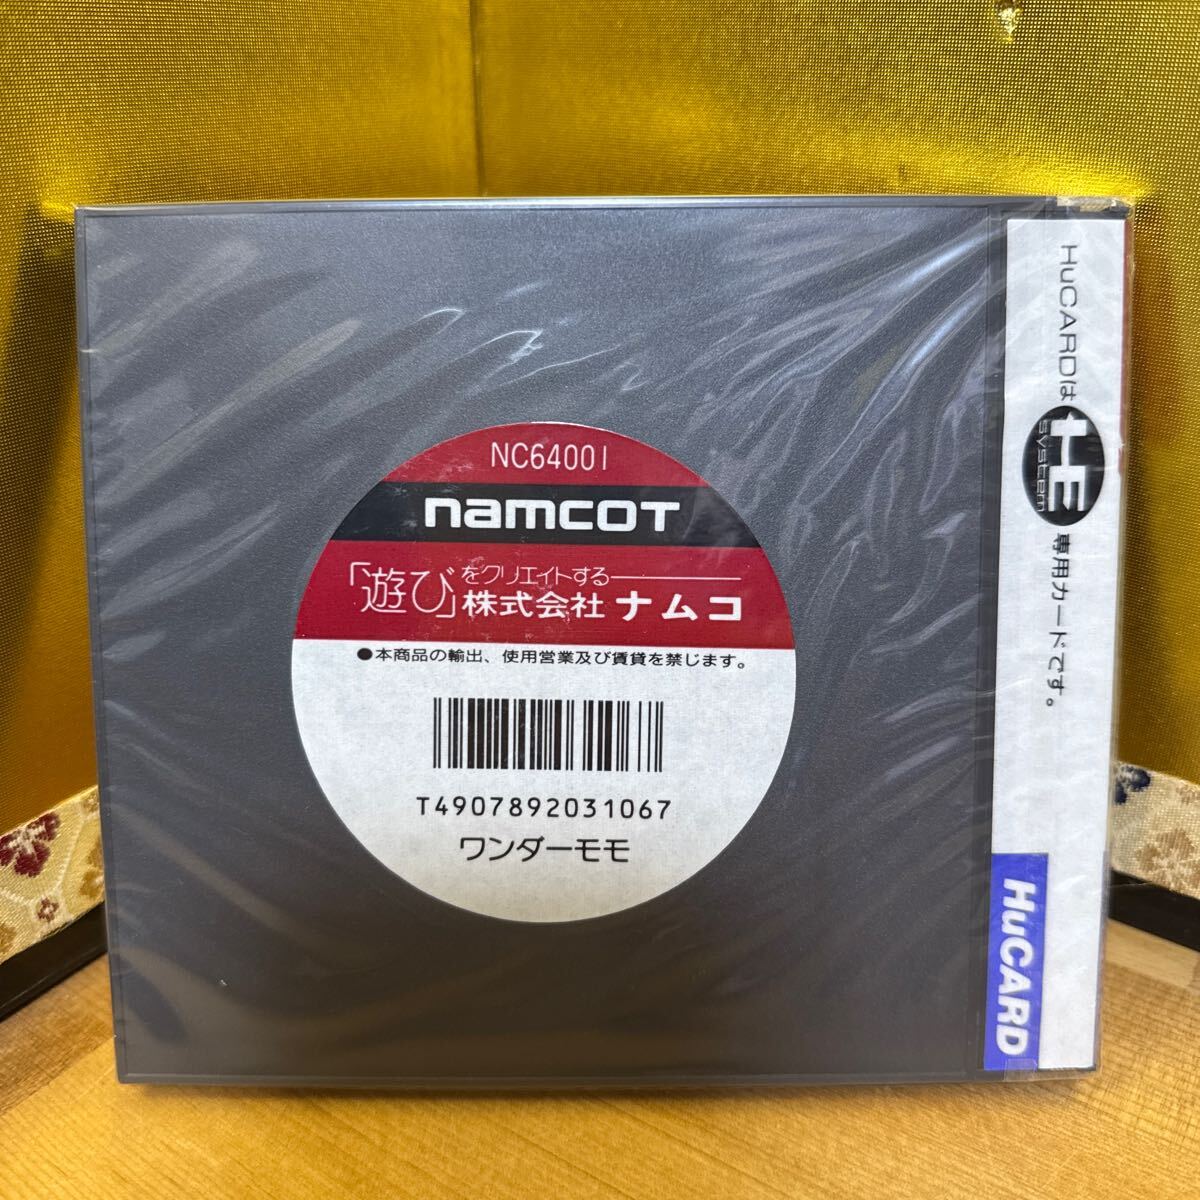 NC64001
namcot
「遊び」をクリエイトする
株式会社ナムコ
●本商品の輸出、使用営業及び賃貸を禁じます。
T4907892031067
ワンダーモモ
HuCARDは HE system 専用カードです。
HuCARD